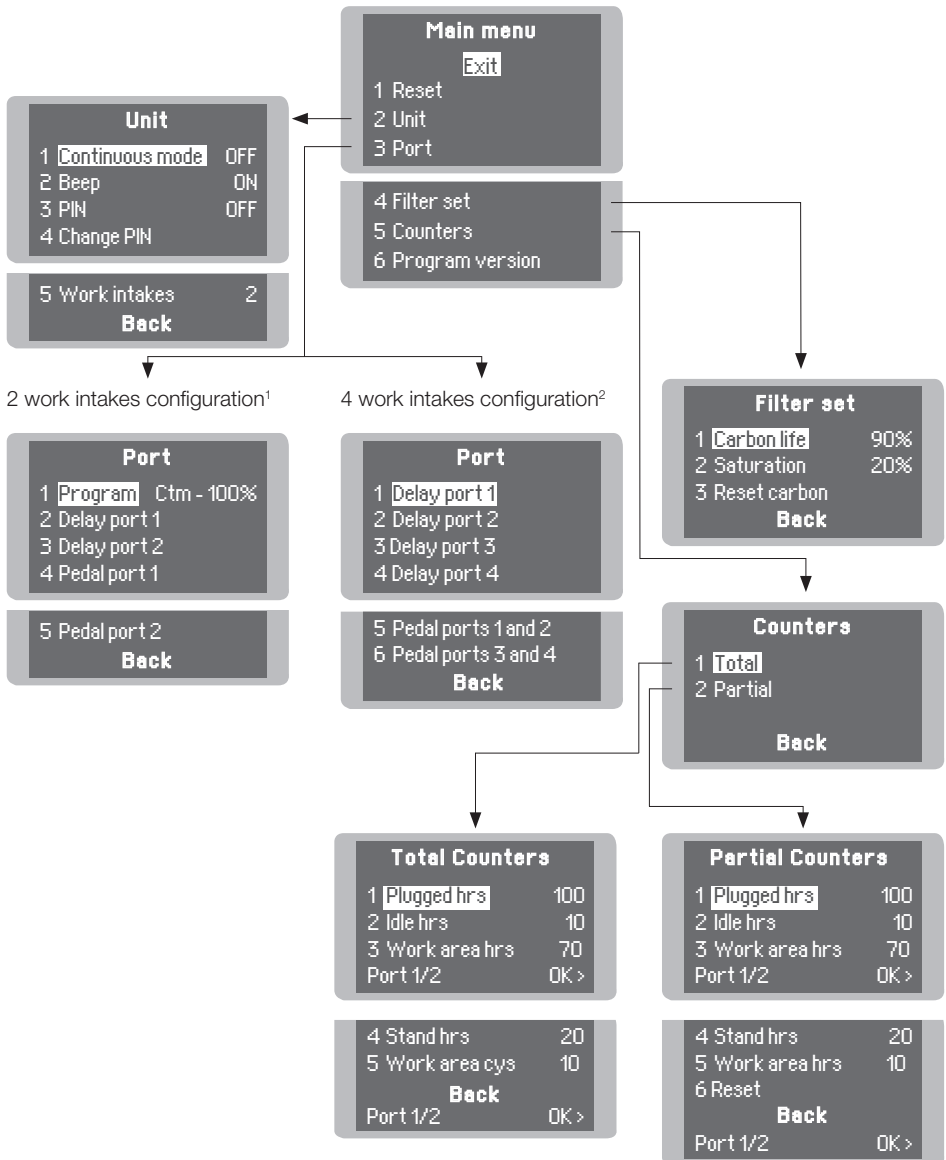 Main menu
Exit
1 Reset
2 Unit
3 Port
4 Filter set
5 Counters
6 Program version
Unit
1 Continuous mode OFF
2 Beep ON
3 PIN OFF
4 Change PIN
5 Work intakes 2
Back
2 work intakes configuration¹
Port
1 Program Ctm - 100%
2 Delay port 1
3 Delay port 2
4 Pedal port 1
5 Pedal port 2
Back
4 work intakes configuration²
Port
1 Delay port 1
2 Delay port 2
3 Delay port 3
4 Delay port 4
5 Pedal ports 1 and 2
6 Pedal ports 3 and 4
Back
Filter set
1 Carbon life 90%
2 Saturation 20%
3 Reset carbon
Back
Counters
1 Total
2 Partial
Back
Total Counters
1 Plugged hrs 100
2 Idle hrs 10
3 Work area hrs 70
Port 1/2 OK >
4 Stand hrs 20
5 Work area cys 10
Back
Port 1/2 OK >
Partial Counters
1 Plugged hrs 100
2 Idle hrs 10
3 Work area hrs 70
Port 1/2 OK >
4 Stand hrs 20
5 Work area hrs 10
6 Reset
Back
Port 1/2 OK >